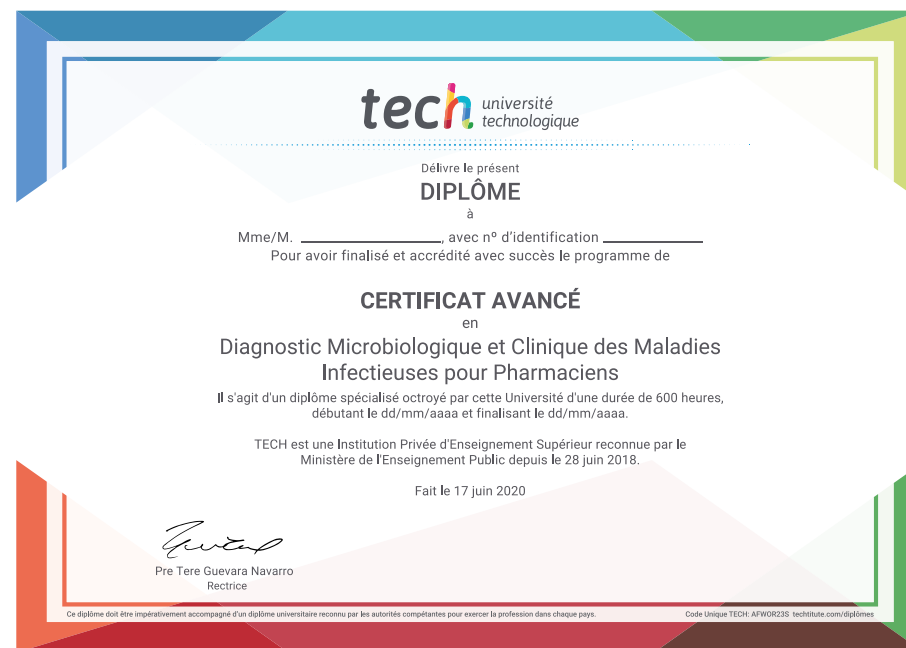 tech université
technologique
Délivre le présent
DIPLÔME
à
Mme/M. ____________________, avec nº d'identification ______________
Pour avoir finalisé et accrédité avec succès le programme de
CERTIFICAT AVANCÉ
en
Diagnostic Microbiologique et Clinique des Maladies
Infectieuses pour Pharmaciens
Il s'agit d'un diplôme spécialisé octroyé par cette Université d'une durée de 600 heures,
débutant le dd/mm/aaaa et finalisant le dd/mm/aaaa.
TECH est une Institution Privée d'Enseignement Supérieur reconnue par le
Ministère de l'Enseignement Public depuis le 28 juin 2018.
Fait le 17 juin 2020
Pre Tere Guevara Navarro
Rectrice
Ce diplôme doit être impérativement accompagné d'un diplôme universitaire reconnu par les autorités compétentes pour exercer la profession dans chaque pays.
Code Unique TECH: AFWOR23S techtitute.com/diplômes